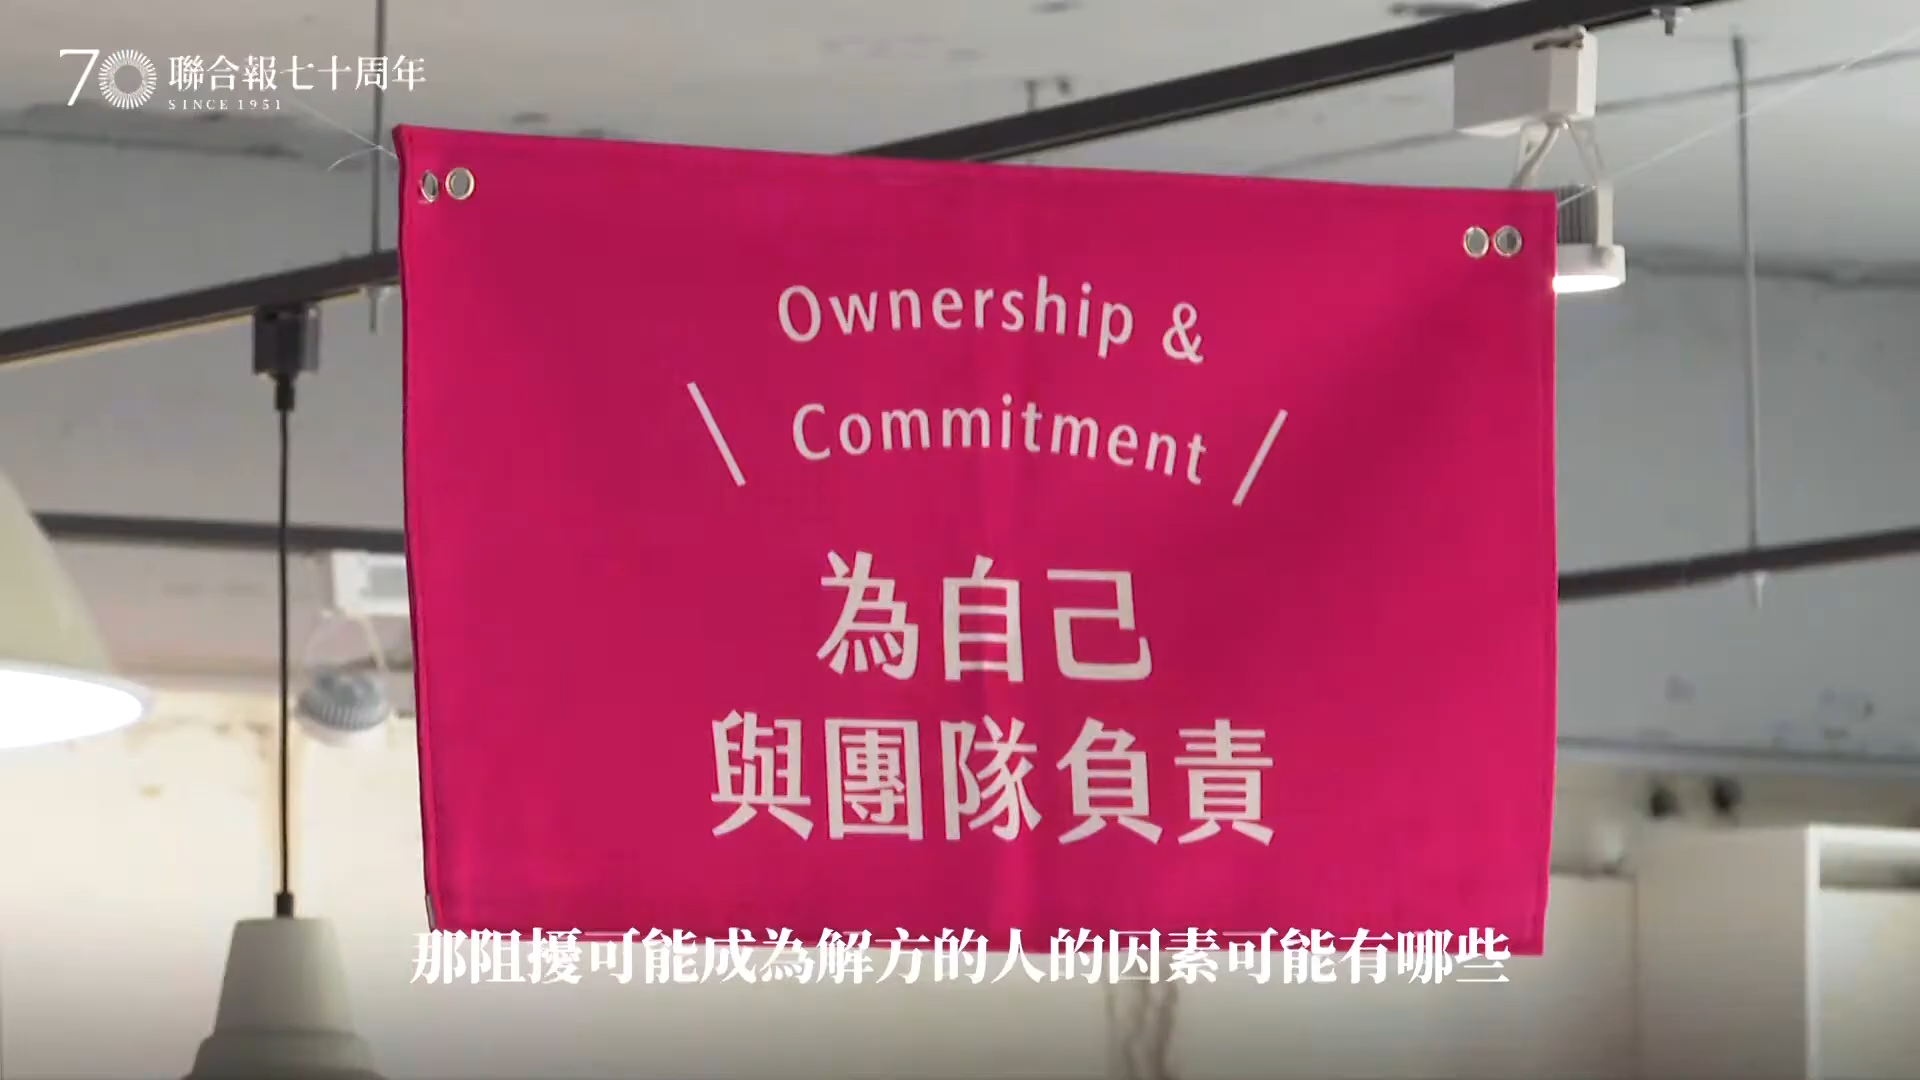 70 聯合報七十周年
SINCE 1951
Ownership &
\ Commitment /
為自己
與團隊負責
那阻擾可能成為解方的人的因素可能有哪些